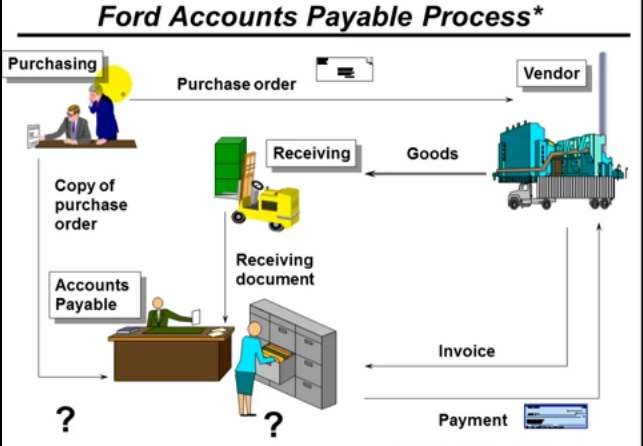 Ford Accounts Payable Process*
Purchasing
Purchase order
Vendor
Receiving
Goods
Copy of
purchase
order
Receiving
document
Accounts
Payable
Invoice
Payment
?
?